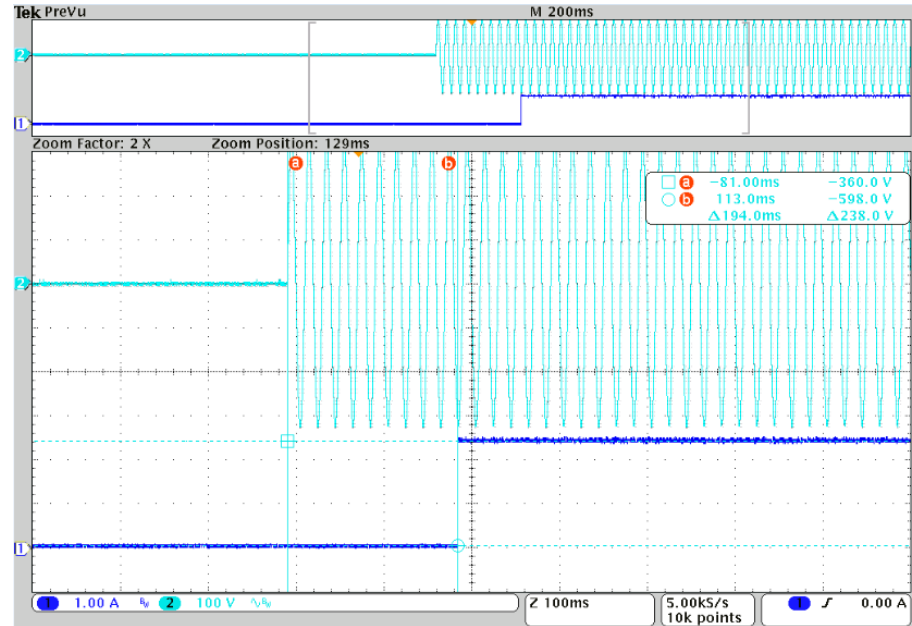 Tek PreVu M 200ms
2
1
Zoom Factor: 2 X Zoom Position: 129ms
a b
a −81.00ms −360.0 V
b 113.0ms −598.0 V
Δ194.0ms Δ238.0 V
2
1
1 1.00 A BW 2 100 V ∿BW Z 100ms 5.00kS/s 1 ∫ 0.00 A
10k points